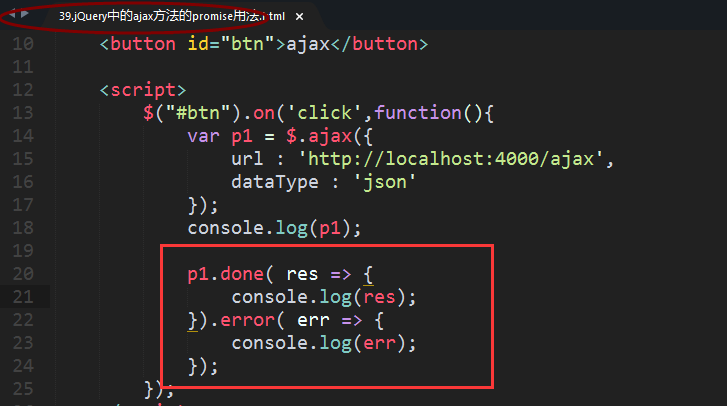 39.jQuery中的ajax方法的promise用法.html ×
10 <button id="btn">ajax</button>
11
12 <script>
13 $("#btn").on('click',function(){
14 var p1 = $.ajax({
15 url : 'http://localhost:4000/ajax',
16 dataType : 'json'
17 });
18 console.log(p1);
19
20 p1.done( res => {
21 console.log(res);
22 }).error( err => {
23 console.log(err);
24 });
25 });